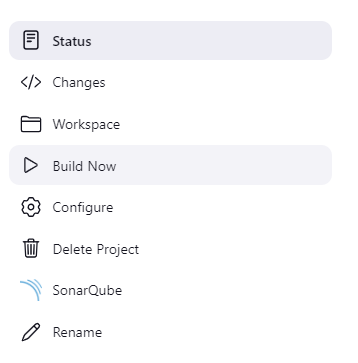 Status
Changes
Workspace
Build Now
Configure
Delete Project
SonarQube
Rename